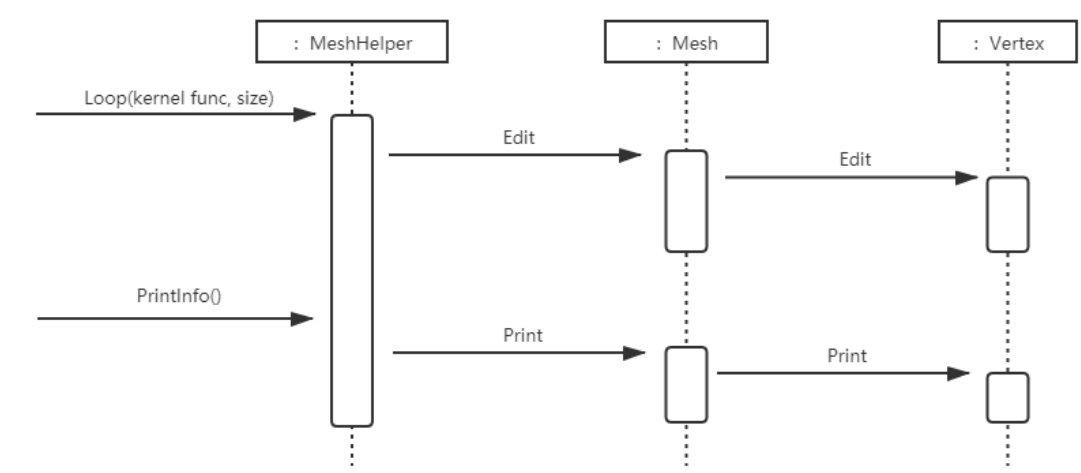 : MeshHelper
: Mesh
: Vertex
Loop(kernel func, size)
Edit
Edit
PrintInfo()
Print
Print